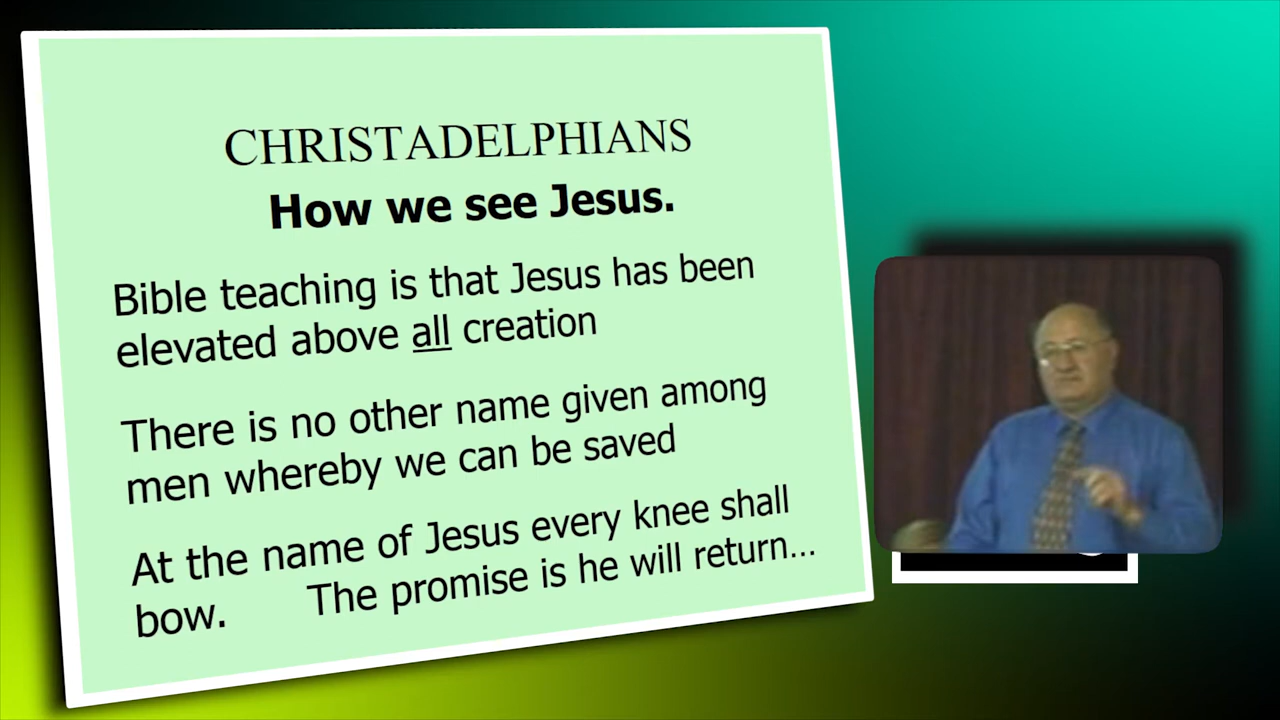 CHRISTADELPHIANS
How we see Jesus.
Bible teaching is that Jesus has been
elevated above all creation
There is no other name given among
men whereby we can be saved
At the name of Jesus every knee shall
bow. The promise is he will return...